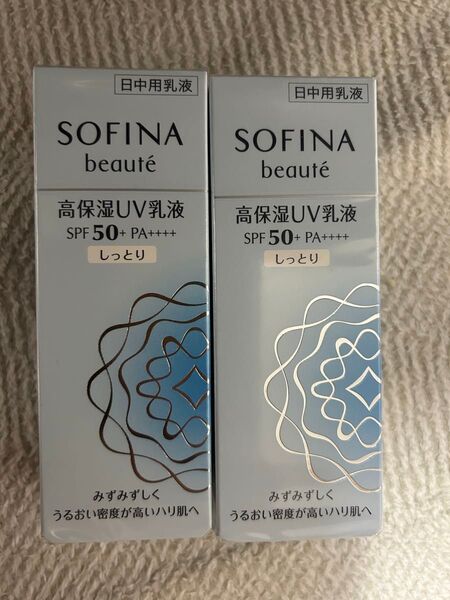 日中用乳液
SOFINA
beauté
高保湿UV乳液
SPF 50+ PA++++
しっとり
みずみずしく
うるおい密度が高いハリ肌へ
日中用乳液
SOFINA
beauté
高保湿UV乳液
SPF 50+ PA++++
しっとり
みずみずしく
うるおい密度が高いハリ肌へ